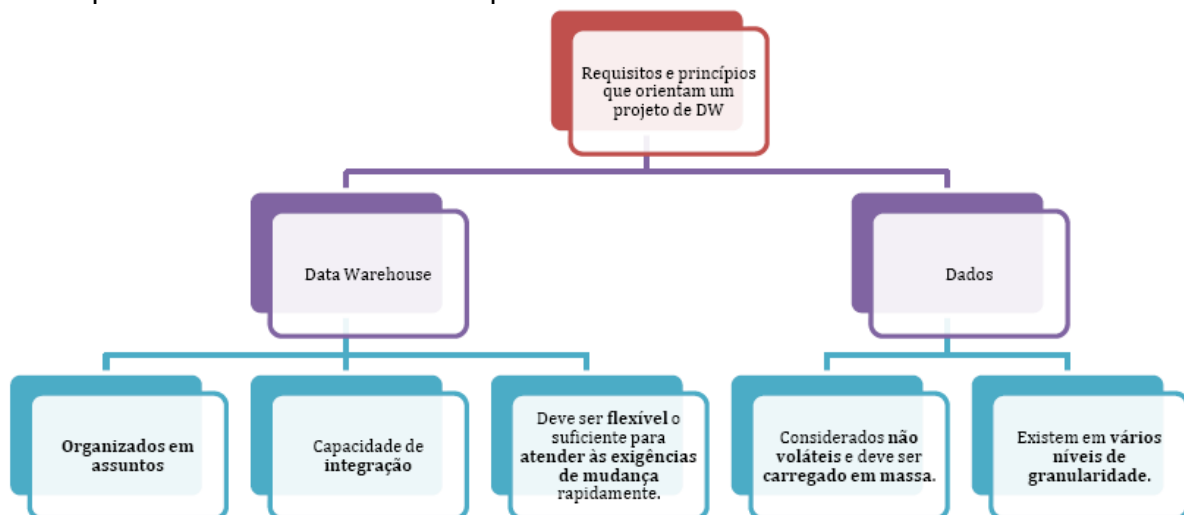 Requisitos e princípios
que orientam um
projeto de DW
Data Warehouse
Dados
Organizados em
assuntos
Capacidade de
integração
Deve ser flexível o
suficiente para
atender às exigências
de mudança
rapidamente.
Considerados não
voláteis e deve ser
carregado em massa.
Existem em vários
níveis de
granularidade.